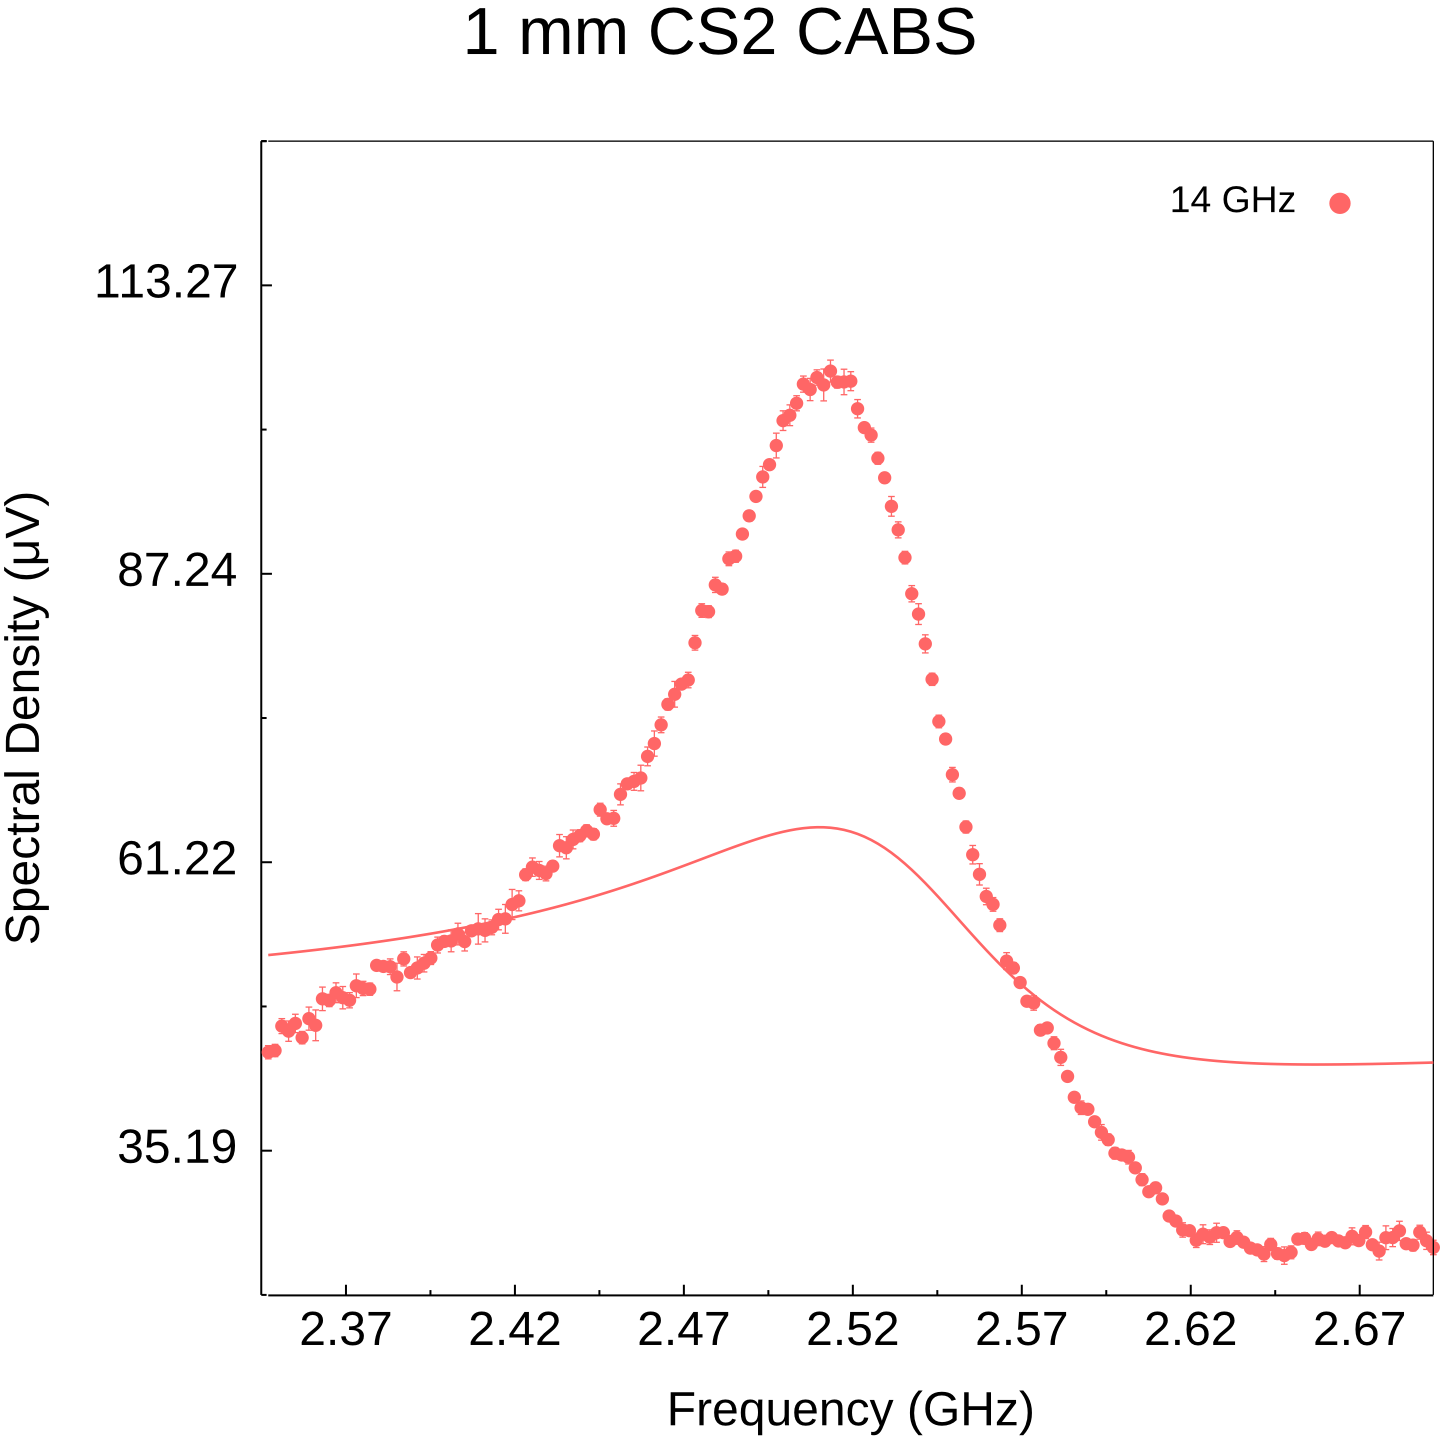 1 mm CS2 CABS
14 GHz
113.27
87.24
61.22
35.19
Spectral Density (μV)
2.37 2.42 2.47 2.52 2.57 2.62 2.67
Frequency (GHz)